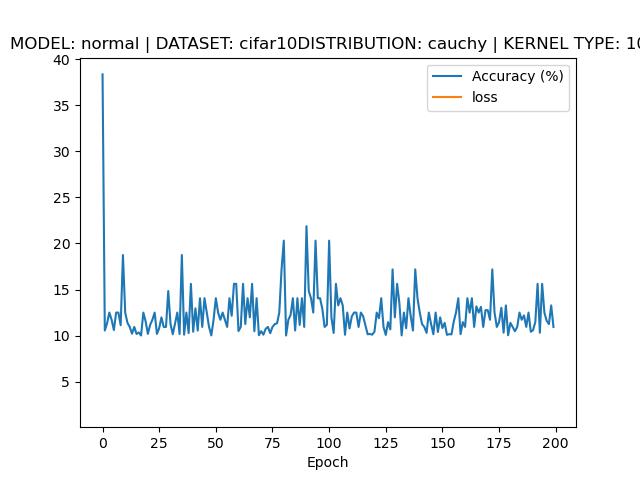 MODEL: normal | DATASET: cifar10DISTRIBUTION: cauchy | KERNEL TYPE: 10
40
35
30
25
20
15
10
5
Accuracy (%)
loss
0 25 50 75 100 125 150 175 200
Epoch